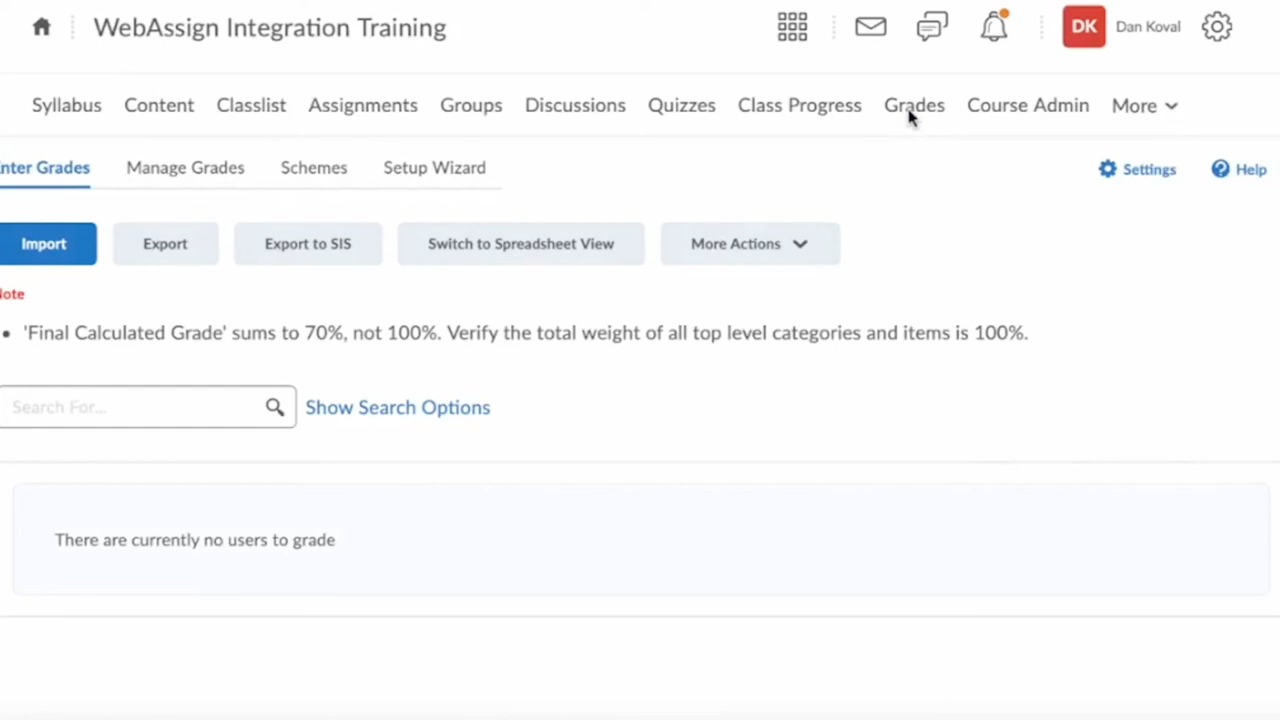 WebAssign Integration Training
DK Dan Koval
Syllabus Content Classlist Assignments Groups Discussions Quizzes Class Progress Grades Course Admin More
nter Grades Manage Grades Schemes Setup Wizard Settings Help
Import Export Export to SIS Switch to Spreadsheet View More Actions
ote
• 'Final Calculated Grade' sums to 70%, not 100%. Verify the total weight of all top level categories and items is 100%.
Search For... Show Search Options
There are currently no users to grade